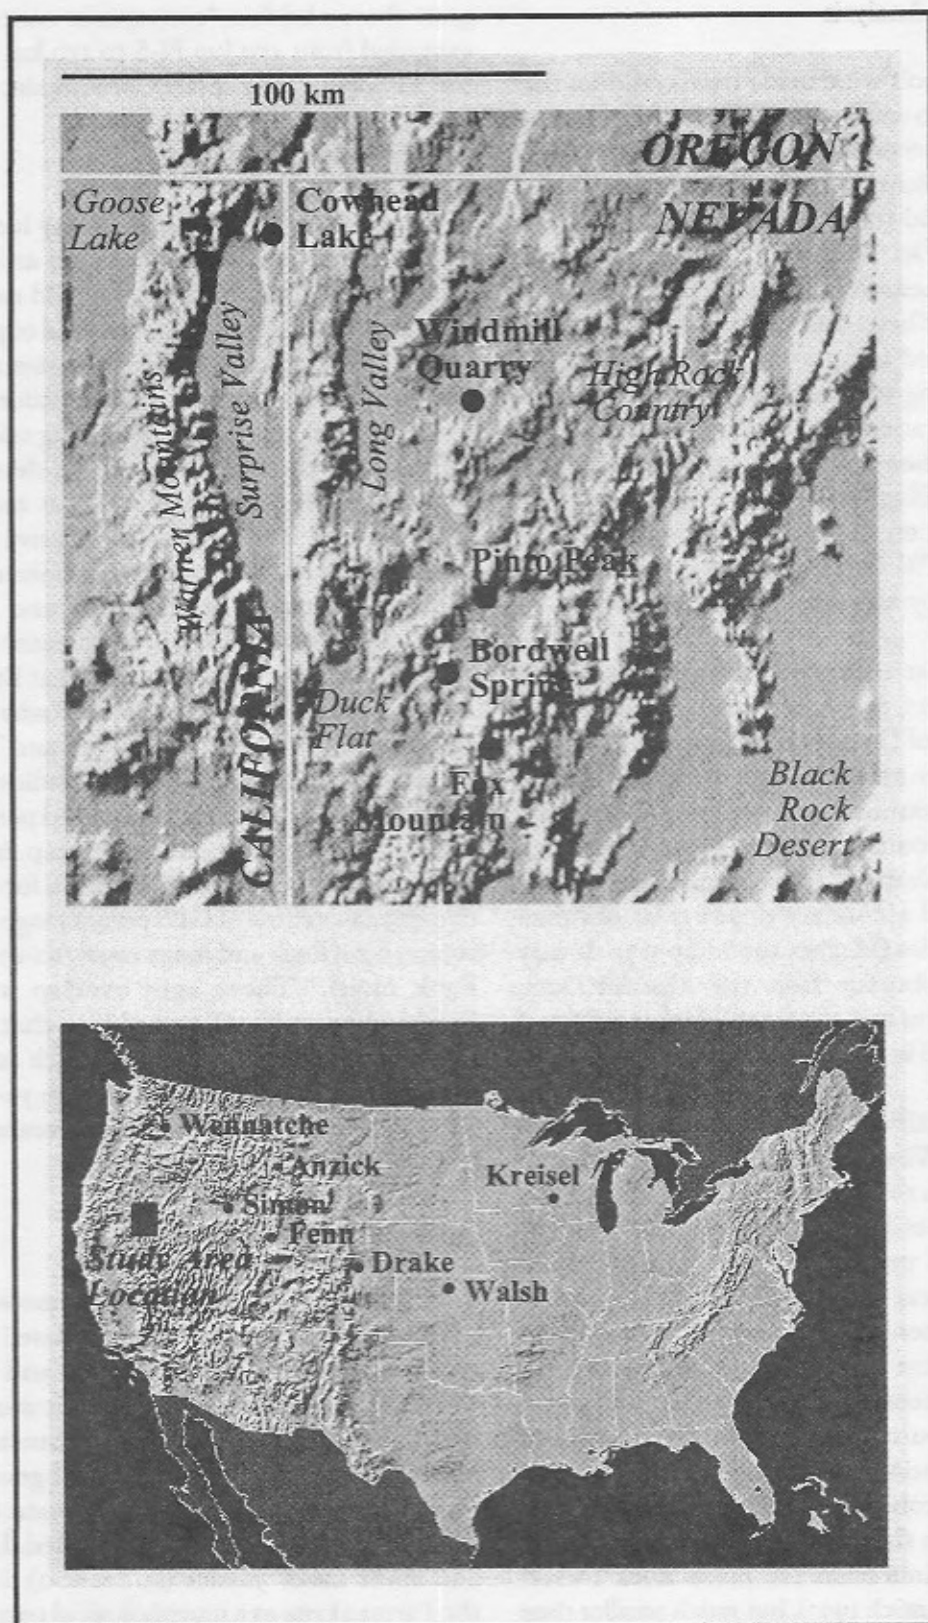 100 km
OREGON
NEVADA
Goose
Lake
Cowhead
Lake
Windmill
Quarry
High Rock
Country
Warner Mountains
Surprise Valley
Long Valley
Pinto Peak
Bordwell
Spring
Duck
Flat
CALIFORNIA
Fox
Mountain
Black
Rock
Desert
Wennatche
Anzick
Kreisel
Simon
Fenn
Study Area
Location
Drake
Walsh